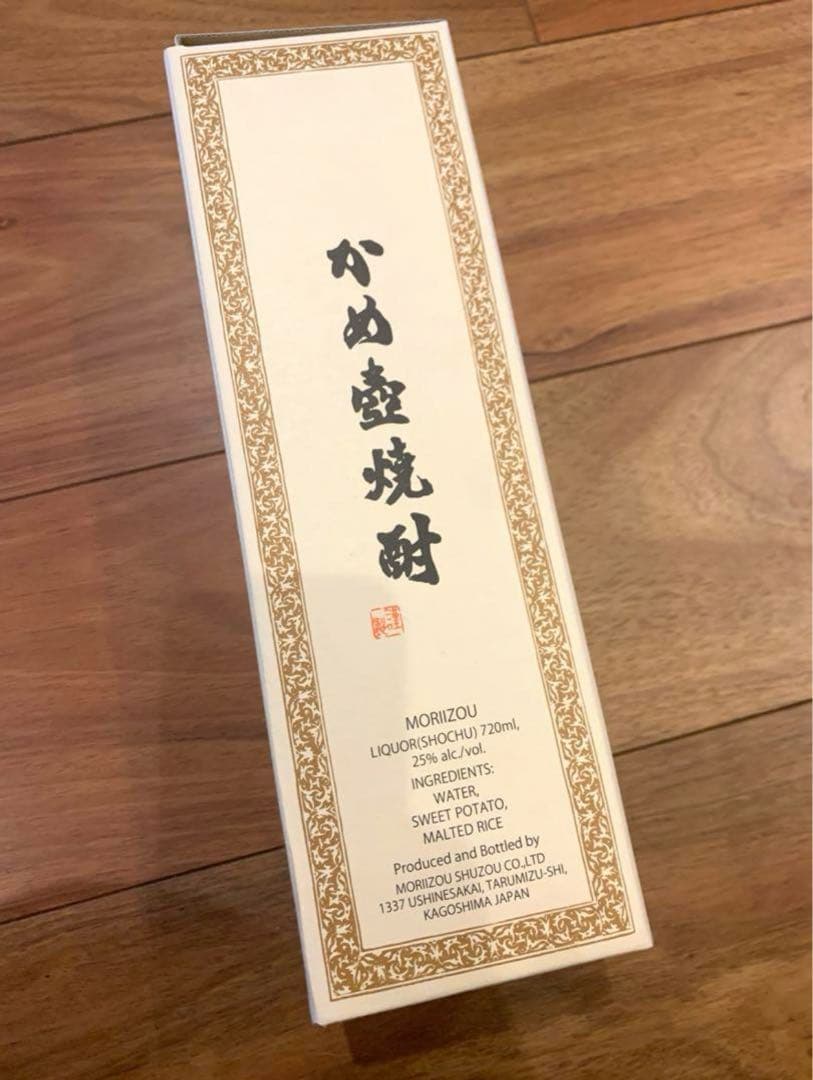 かめ壺焼酎
MORIIZOU
LIQUOR(SHOCHU) 720ml,
25% alc./vol.
INGREDIENTS:
WATER,
SWEET POTATO,
MALTED RICE
Produced and Bottled by
MORIIZOU SHUZOU CO.,LTD
1337 USHINESAKAI, TARUMIZU-SHI,
KAGOSHIMA JAPAN